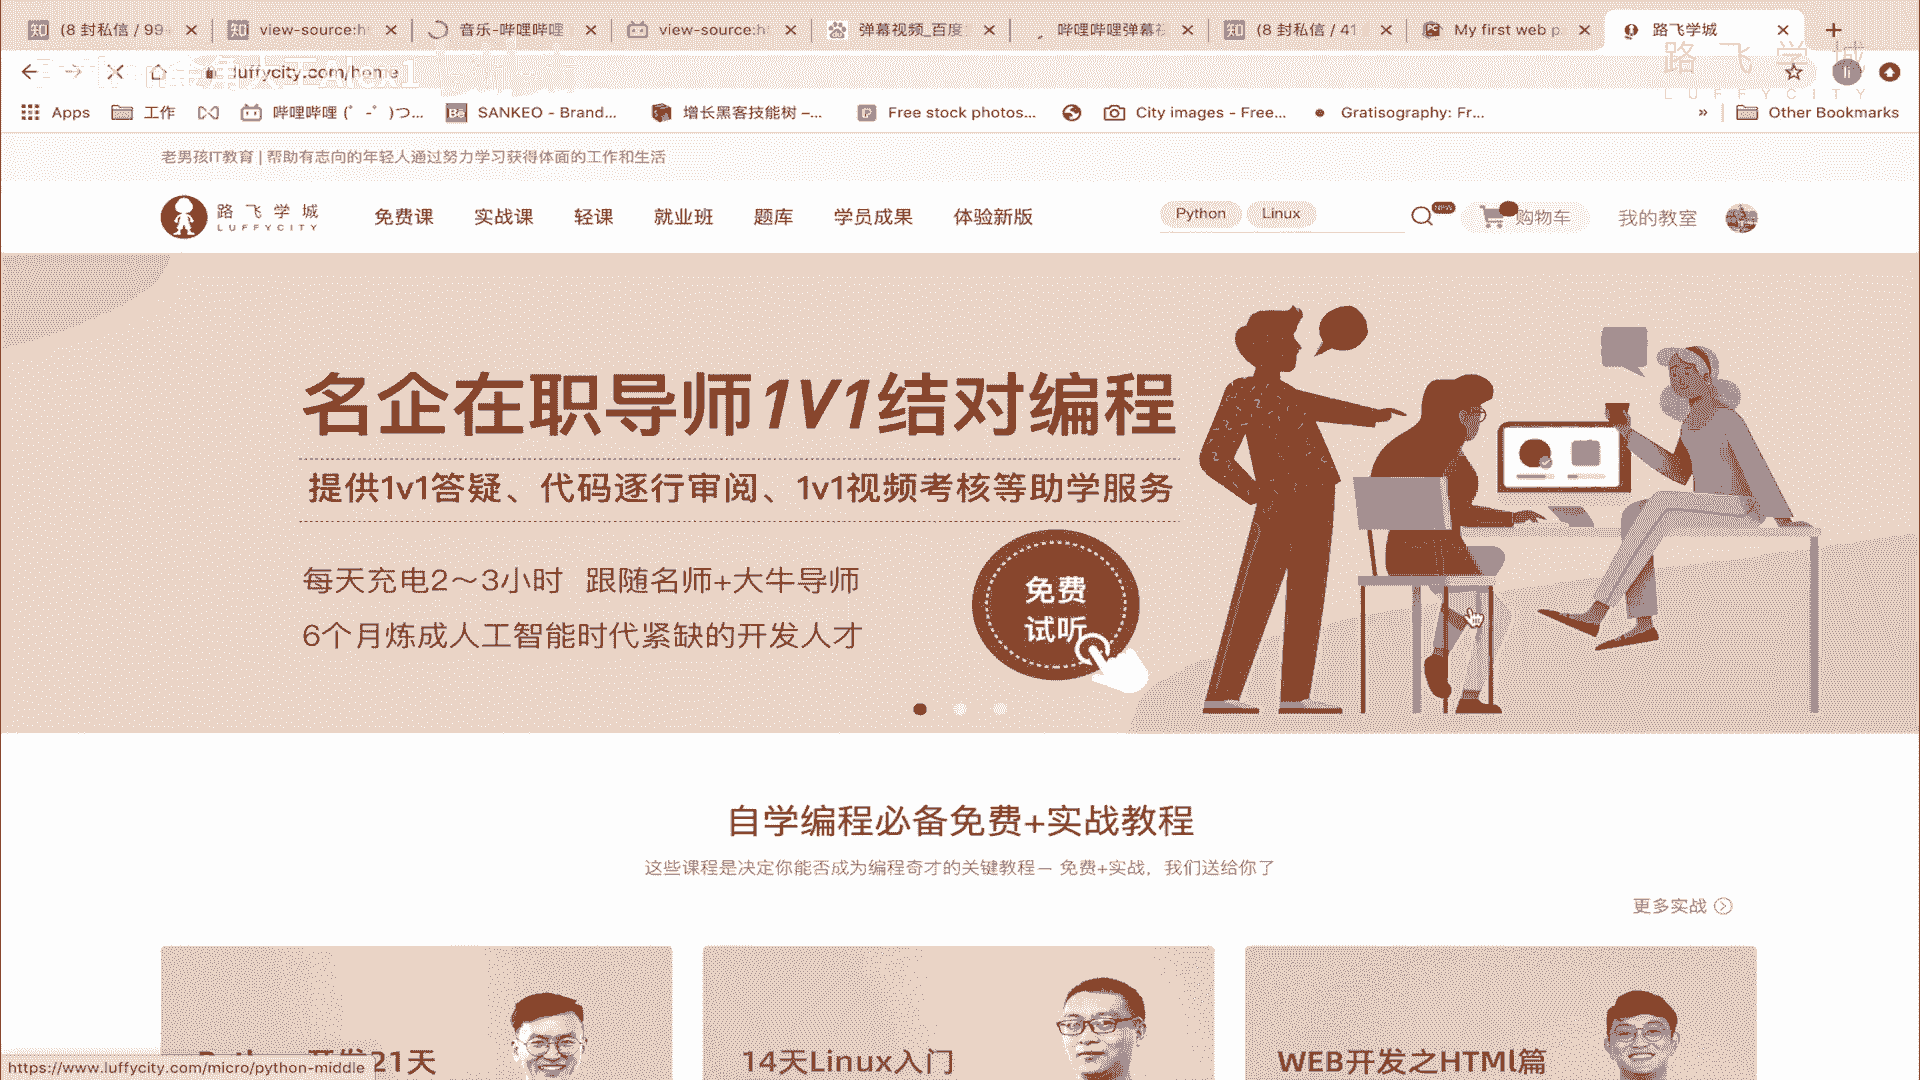 (8 封私信 / 99+
view-source:h
音乐-哔哩哔哩
view-source:h
弹幕视频_百度
哔哩哔哩弹幕
(8 封私信 / 41
My first web p
路飞学城
luffycity.com/home
路飞学城
LUFFYCITY
Apps
工作
哔哩哔哩 (゜-゜)つ...
SANKEO - Brand...
增长黑客技能树 –...
Free stock photos...
City images - Free...
Gratisography: Fr...
Other Bookmarks
老男孩IT教育 | 帮助有志向的年轻人通过努力学习获得体面的工作和生活
路飞学城
LUFFYCITY
免费课
实战课
轻课
就业班
题库
学员成果
体验新版
Python
Linux
NEW
购物车
我的教室
名企在职导师1V1结对编程
提供1v1答疑、代码逐行审阅、1v1视频考核等助学服务
每天充电2～3小时 跟随名师+大牛导师
6个月炼成人工智能时代紧缺的开发人才
免费
试听
自学编程必备免费+实战教程
这些课程是决定你能否成为编程奇才的关键教程— 免费+实战，我们送给你了
更多实战
Python开发21天
14天Linux入门
WEB开发之HTMl篇
https://www.luffycity.com/micro/python-middle